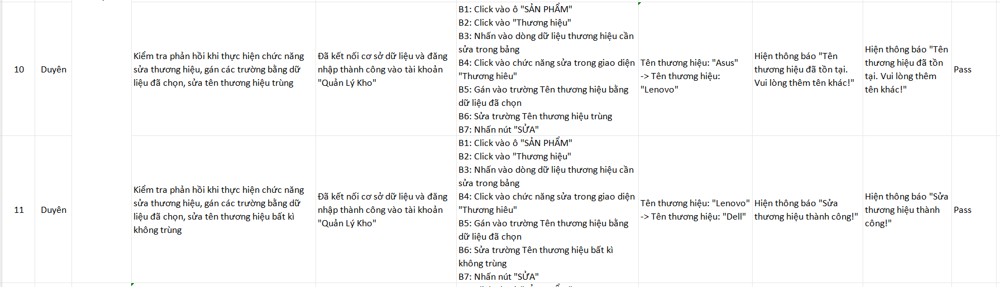 10
Duyên
Kiểm tra phản hồi khi thực hiện chức năng
sửa thương hiệu, gán các trường bằng dữ
liệu đã chọn, sửa tên thương hiệu trùng
Đã kết nối cơ sở dữ liệu và đăng
nhập thành công vào tài khoản
"Quản Lý Kho"
B1: Click vào ô "SẢN PHẨM"
B2: Click vào "Thương hiệu"
B3: Nhấn vào dòng dữ liệu thương hiệu cần
sửa trong bảng
B4: Click vào chức năng sửa trong giao diện
"Thương hiêu"
B5: Gán vào trường Tên thương hiệu bằng
dữ liệu đã chọn
B6: Sửa trường Tên thương hiệu trùng
B7: Nhấn nút "SỬA"
Tên thương hiệu: "Asus"
-> Tên thương hiệu:
"Lenovo"
Hiện thông báo "Tên
thương hiệu đã tồn tại.
Vui lòng thêm tên khác!"
Hiện thông báo "Tên
thương hiệu đã tồn
tại. Vui lòng thêm
tên khác!"
Pass
11
Duyên
Kiểm tra phản hồi khi thực hiện chức năng
sửa thương hiệu, gán các trường bằng dữ
liệu đã chọn, sửa tên thương hiệu bất kì
không trùng
Đã kết nối cơ sở dữ liệu và đăng
nhập thành công vào tài khoản
"Quản Lý Kho"
B1: Click vào ô "SẢN PHẨM"
B2: Click vào "Thương hiệu"
B3: Nhấn vào dòng dữ liệu thương hiệu cần
sửa trong bảng
B4: Click vào chức năng sửa trong giao diện
"Thương hiêu"
B5: Gán vào trường Tên thương hiệu bằng
dữ liệu đã chọn
B6: Sửa trường Tên thương hiệu bất kì
không trùng
B7: Nhấn nút "SỬA"
Tên thương hiệu: "Lenovo"
-> Tên thương hiệu: "Dell"
Hiện thông báo "Sửa
thương hiệu thành công!"
Hiện thông báo "Sửa
thương hiệu thành
công!"
Pass